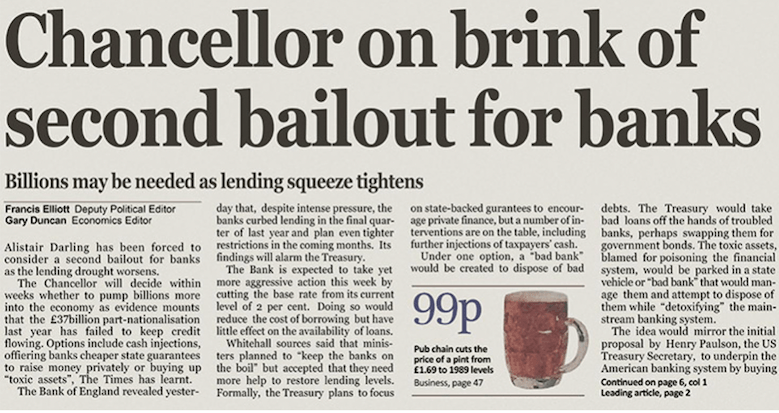 Chancellor on brink of
second bailout for banks
Billions may be needed as lending squeeze tightens
Francis Elliott Deputy Political Editor
Gary Duncan Economics Editor
Alistair Darling has been forced to
consider a second bailout for banks
as the lending drought worsens.
The Chancellor will decide within
weeks whether to pump billions more
into the economy as evidence mounts
that the £37billion part-nationalisation
last year has failed to keep credit
flowing. Options include cash injections,
offiering banks cheaper state guarantees
to raise money privately or buying up
"toxic assets", The Times has learnt.
The Bank of England revealed yester-
day that, despite intense pressure, the
banks curbed lending in the final quar-
ter of last year and plan even tighter
restrictions in the coming months. Its
findings will alarm the Treasury.
The Bank is expected to take yet
more aggressive action this week by
cutting the base rate from its current
level of 2 per cent. Doing so would
reduce the cost of borrowing but have
little effect on the availability of loans.
Whitehall sources said that minis-
ters planned to "keep the banks on
the boil" but accepted that they need
more help to restore lending levels.
Formally, the Treasury plans to focus
on state-backed gurantees to encour-
age private finance, but a number of in-
terventions are on the table, including
further injections of taxpayers' cash.
Under one option, a "bad bank"
would be created to dispose of bad
99p
Pub chain cuts the
price of a pint from
£1.69 to 1989 levels
Business, page 47
debts. The Treasury would take
bad loans off the hands of troubled
banks, perhaps swapping them for
government bonds. The toxic assets,
blamed for poisoning the financial
system, would be parked in a state
vehicle or "bad bank" that would man-
age them and attempt to dispose of
them while "detoxifying" the main-
stream banking system.
The idea would mirror the initial
proposal by Henry Paulson, the US
Treasury Secretary, to underpin the
American banking system by buying
Continued on page 6, col 1
Leading article, page 2